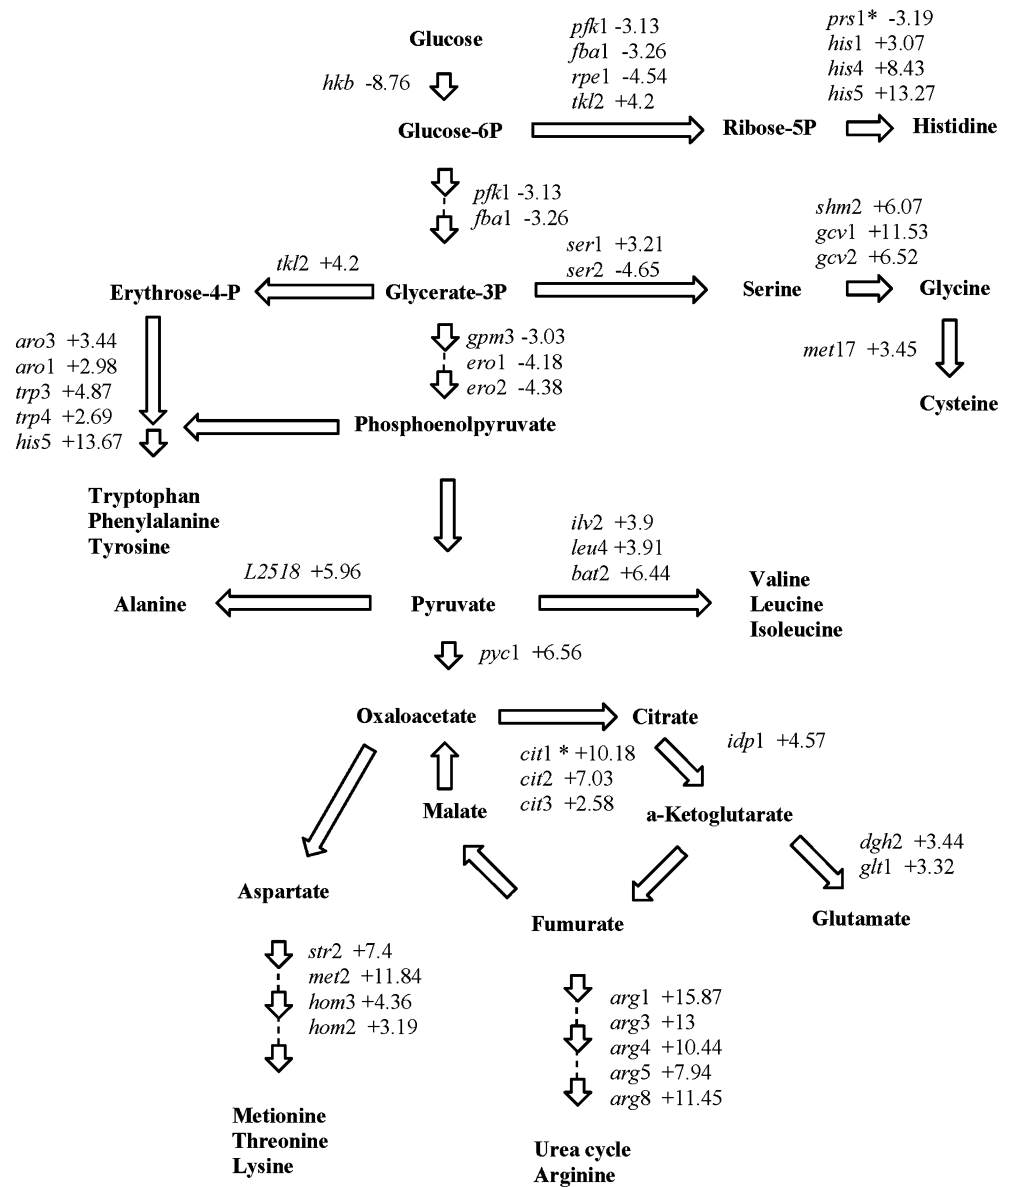 Glucose
hkb -8.76
pfk1 -3.13
fba1 -3.26
rpe1 -4.54
tkl2 +4.2
prs1* -3.19
his1 +3.07
his4 +8.43
his5 +13.27
Glucose-6P
Ribose-5P
Histidine
pfk1 -3.13
fba1 -3.26
tkl2 +4.2
ser1 +3.21
ser2 -4.65
shm2 +6.07
gcv1 +11.53
gcv2 +6.52
Erythrose-4-P
Glycerate-3P
Serine
Glycine
aro3 +3.44
aro1 +2.98
trp3 +4.87
trp4 +2.69
his5 +13.67
gpm3 -3.03
ero1 -4.18
ero2 -4.38
met17 +3.45
Cysteine
Phosphoenolpyruvate
Tryptophan
Phenylalanine
Tyrosine
L2518 +5.96
ilv2 +3.9
leu4 +3.91
bat2 +6.44
Alanine
Pyruvate
Valine
Leucine
Isoleucine
pyc1 +6.56
Oxaloacetate
Citrate
cit1 * +10.18
cit2 +7.03
cit3 +2.58
idp1 +4.57
Malate
a-Ketoglutarate
dgh2 +3.44
glt1 +3.32
Aspartate
Fumurate
Glutamate
str2 +7.4
met2 +11.84
hom3 +4.36
hom2 +3.19
arg1 +15.87
arg3 +13
arg4 +10.44
arg5 +7.94
arg8 +11.45
Metionine
Threonine
Lysine
Urea cycle
Arginine